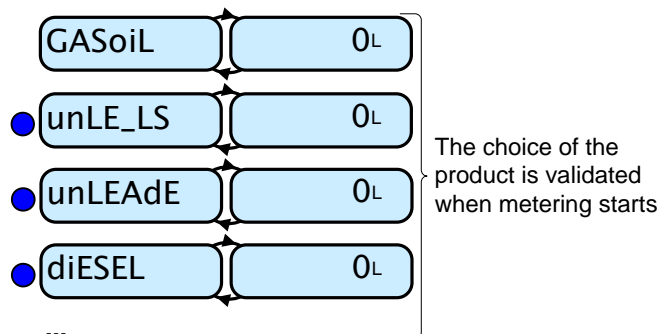 GASoiL 0L
unLE_LS 0L
unLEAdE 0L
diESEL 0L
The choice of the
product is validated
when metering starts
...